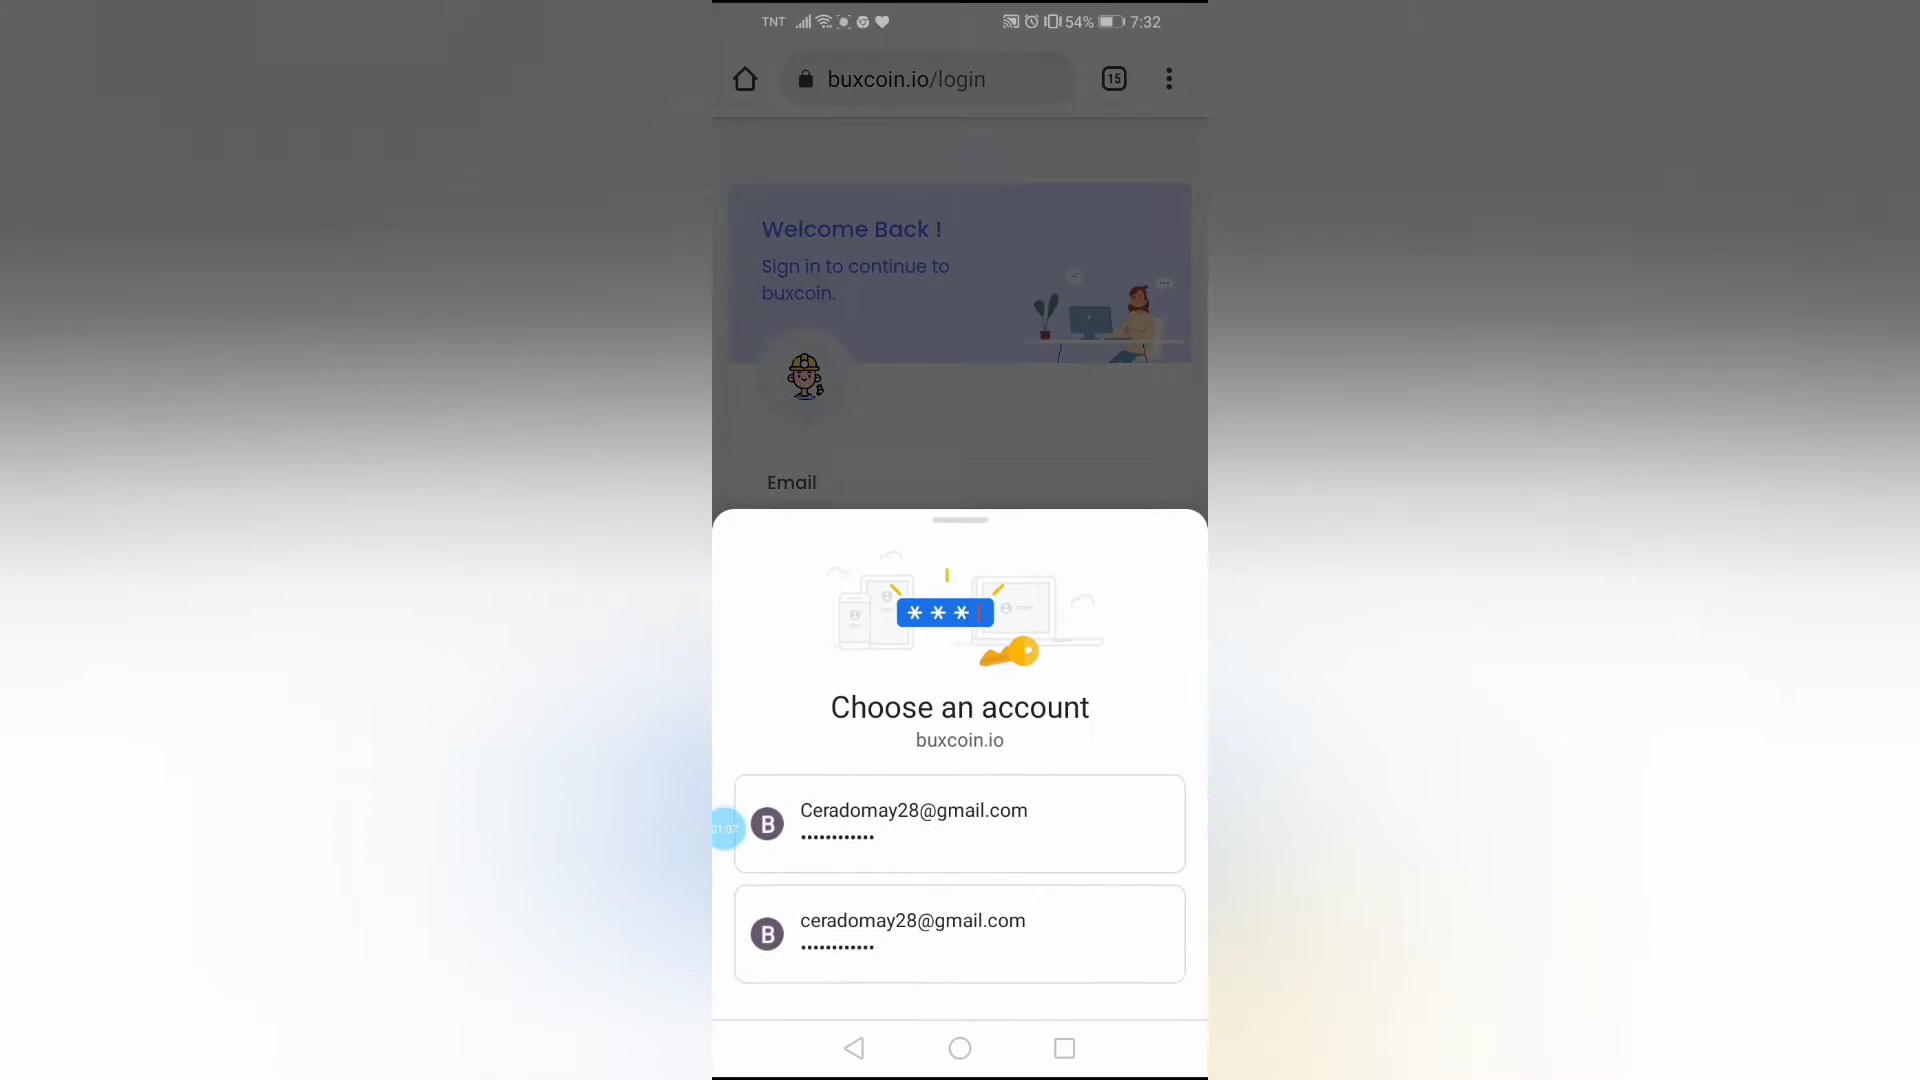 TNT 54% 7:32
buxcoin.io/login 15
Welcome Back !
Sign in to continue to
buxcoin.
Email
***
Choose an account
buxcoin.io
B Ceradomay28@gmail.com
••••••••••••
01:07
B ceradomay28@gmail.com
••••••••••••